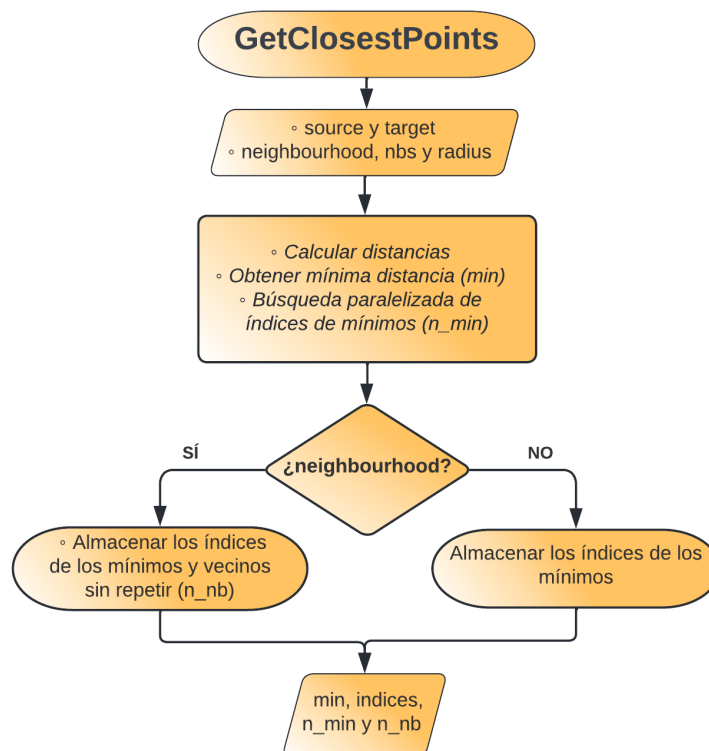 GetClosestPoints
◦ source y target
◦ neighbourhood, nbs y radius
◦ Calcular distancias
◦ Obtener mínima distancia (min)
◦ Búsqueda paralelizada de
índices de mínimos (n_min)
¿neighbourhood?
SÍ
NO
◦ Almacenar los índices
de los mínimos y vecinos
sin repetir (n_nb)
Almacenar los índices de los
mínimos
min, indices,
n_min y n_nb